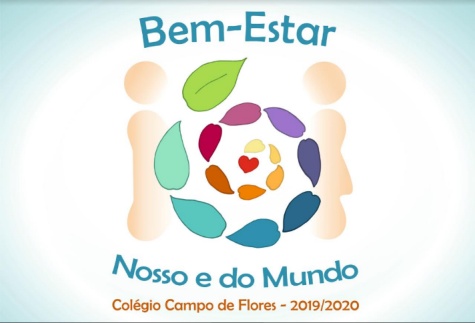 Bem-Estar
Nosso e do Mundo
Colégio Campo de Flores - 2019/2020